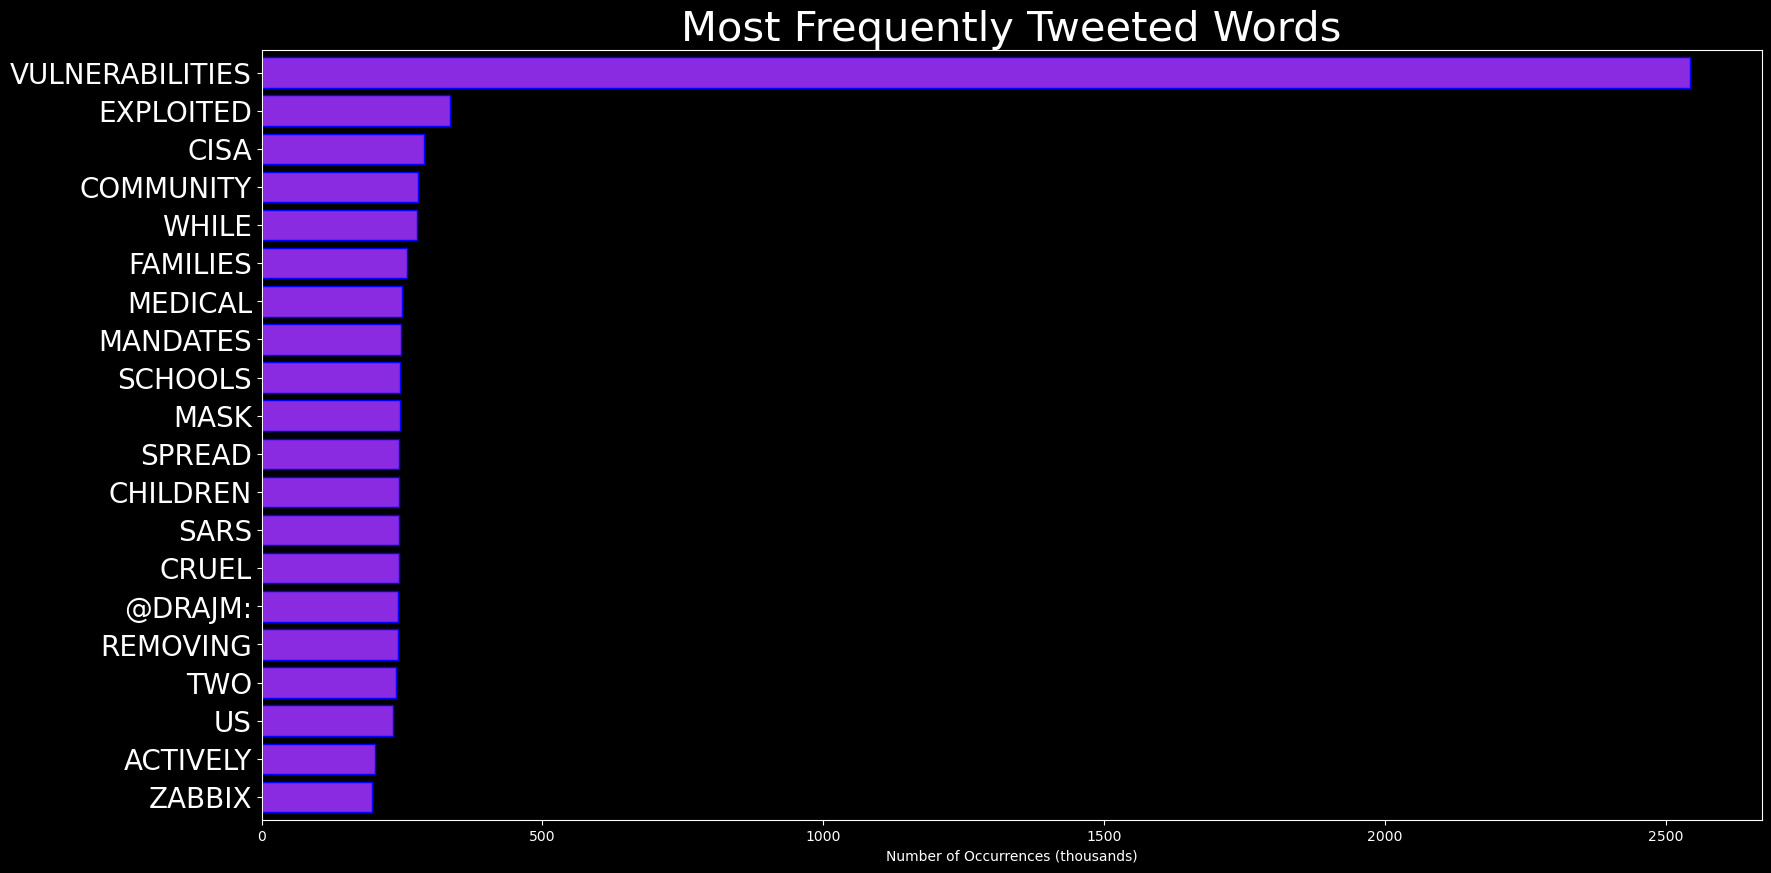 Most Frequently Tweeted Words
VULNERABILITIES
EXPLOITED
CISA
COMMUNITY
WHILE
FAMILIES
MEDICAL
MANDATES
SCHOOLS
MASK
SPREAD
CHILDREN
SARS
CRUEL
@DRAJM:
REMOVING
TWO
US
ACTIVELY
ZABBIX
0 500 1000 1500 2000 2500
Number of Occurrences (thousands)